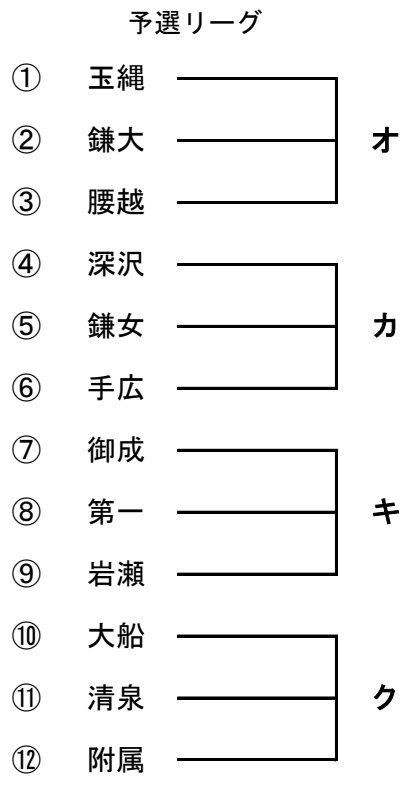 予選リーグ
① 玉縄
② 鎌大 オ
③ 腰越
④ 深沢
⑤ 鎌女 カ
⑥ 手広
⑦ 御成
⑧ 第一 キ
⑨ 岩瀬
⑩ 大船
⑪ 清泉 ク
⑫ 附属